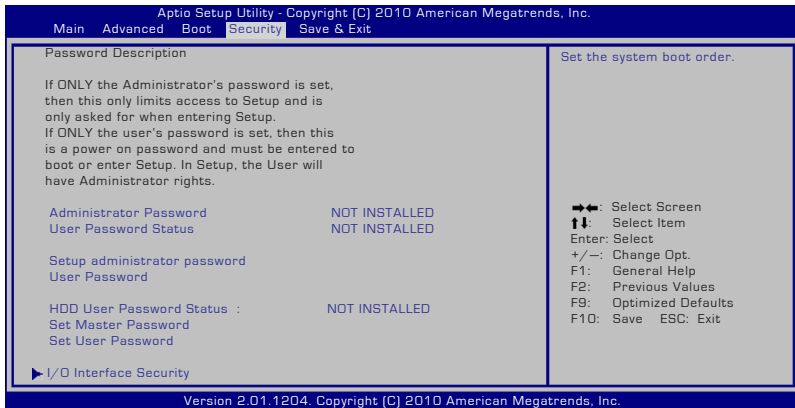 Aptio Setup Utility - Copyright (C) 2010 American Megatrends, Inc.
Main Advanced Boot Security Save & Exit
Password Description
If ONLY the Administrator's password is set,
then this only limits access to Setup and is
only asked for when entering Setup.
If ONLY the user's password is set, then this
is a power on password and must be entered to
boot or enter Setup. In Setup, the User will
have Administrator rights.
Administrator Password NOT INSTALLED
User Password Status NOT INSTALLED
Setup administrator password
User Password
HDD User Password Status : NOT INSTALLED
Set Master Password
Set User Password
I/O Interface Security
Set the system boot order.
→←: Select Screen
↑↓: Select Item
Enter: Select
+/—: Change Opt.
F1: General Help
F2: Previous Values
F9: Optimized Defaults
F10: Save ESC: Exit
Version 2.01.1204. Copyright (C) 2010 American Megatrends, Inc.